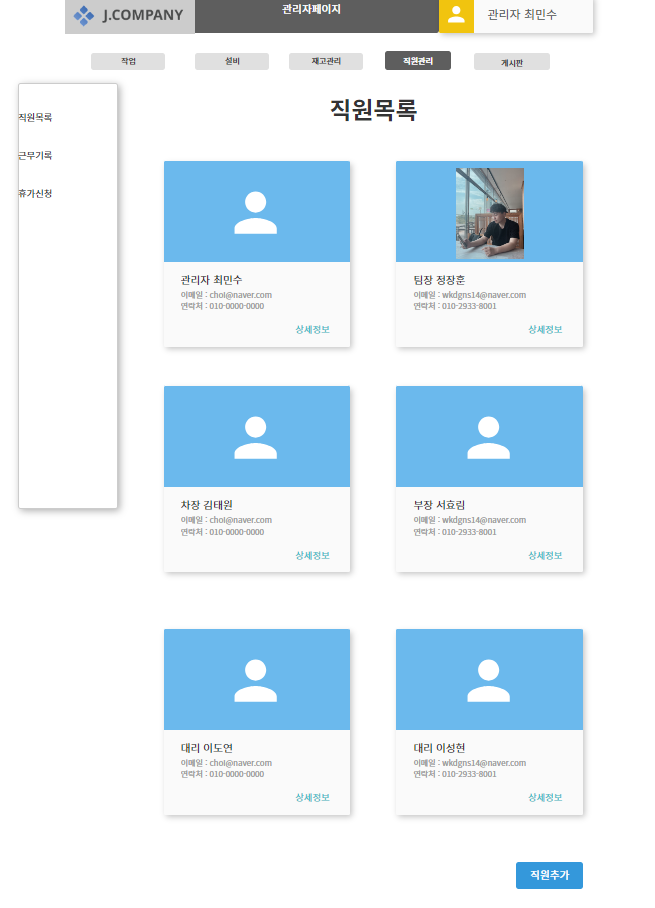 J.COMPANY
관리자페이지
관리자 최민수
작업
설비
재고관리
직원관리
게시판
직원목록
근무기록
휴가신청
직원목록
관리자 최민수
이메일 : choi@naver.com
연락처 : 010-0000-0000
상세정보
팀장 정장훈
이메일 : wkdgns14@naver.com
연락처 : 010-2933-8001
상세정보
차장 김태원
이메일 : choi@naver.com
연락처 : 010-0000-0000
상세정보
부장 서효림
이메일 : wkdgns14@naver.com
연락처 : 010-2933-8001
상세정보
대리 이도연
이메일 : choi@naver.com
연락처 : 010-0000-0000
상세정보
대리 이성현
이메일 : wkdgns14@naver.com
연락처 : 010-2933-8001
상세정보
직원추가